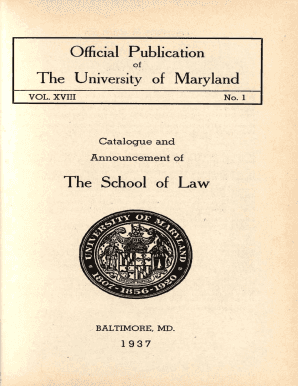 Official Publication
of
The University of Maryland
VOL. XVIII No. 1
Catalogue and
Announcement of
The School of Law
UNIVERSITY OF MARYLAND
1807-1856-1920
BALTIMORE, MD.
1937